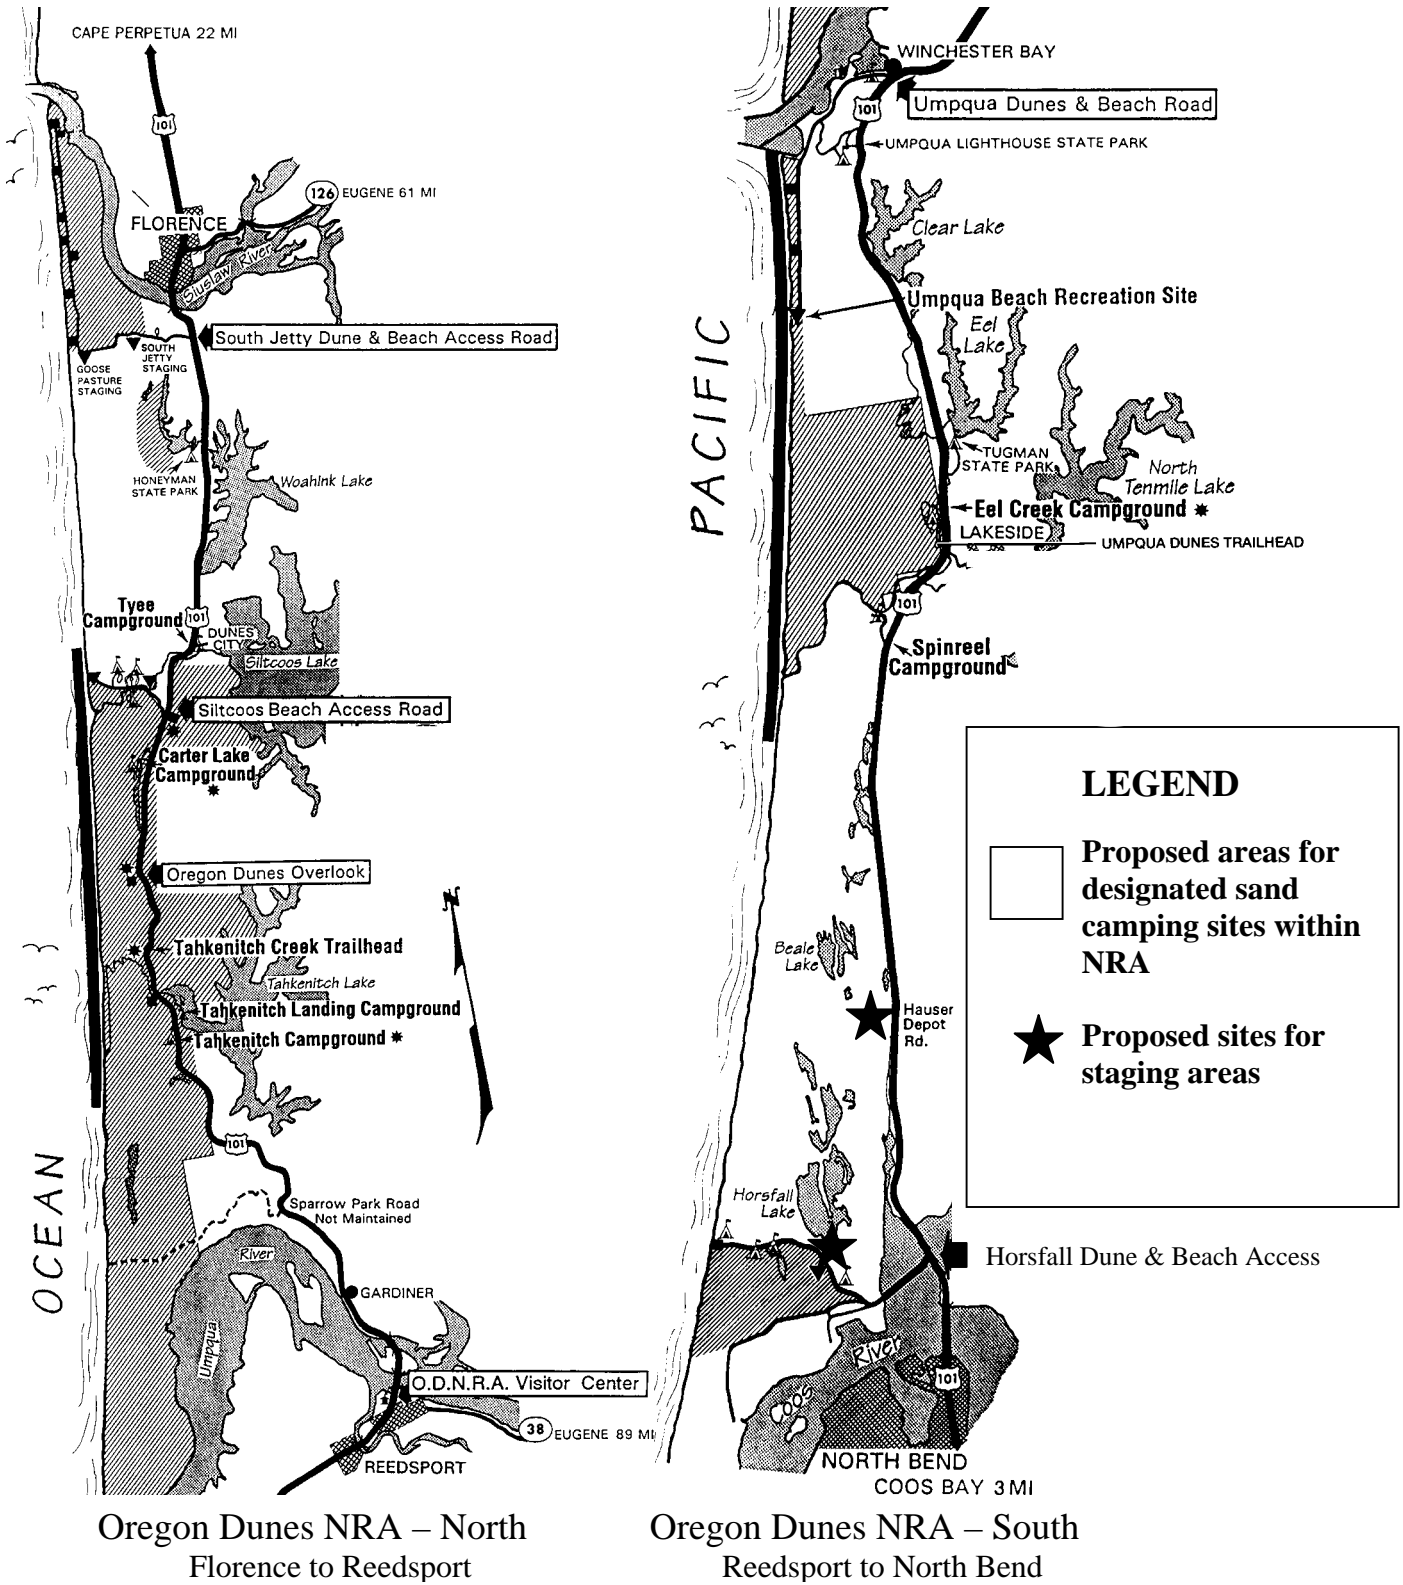 CAPE PERPETUA 22 MI
101
FLORENCE
126
EUGENE 61 MI
Siuslaw River
South Jetty Dune & Beach Access Road
GOOSE
PASTURE
STAGING
SOUTH
JETTY
STAGING
HONEYMAN
STATE PARK
Woahink Lake
Tyee
Campground
101
DUNES
CITY
Siltcoos Lake
Siltcoos Beach Access Road
Carter Lake
Campground
Oregon Dunes Overlook
N
Tahkenitch Creek Trailhead
Tahkenitch Lake
Tahkenitch Landing Campground
Tahkenitch Campground
101
OCEAN
Sparrow Park Road
Not Maintained
River
Umpqua
GARDINER
O.D.N.R.A. Visitor Center
38
EUGENE 89 MI
REEDSPORT
Oregon Dunes NRA – North
Florence to Reedsport
WINCHESTER BAY
Umpqua Dunes & Beach Road
101
UMPQUA LIGHTHOUSE STATE PARK
Clear Lake
Umpqua Beach Recreation Site
Eel
Lake
PACIFIC
TUGMAN
STATE PARK
North
Tenmile Lake
Eel Creek Campground
LAKESIDE
UMPQUA DUNES TRAILHEAD
101
Spinreel
Campground
Beale
Lake
Hauser
Depot
Rd.
Horsfall
Lake
Horsfall Dune & Beach Access
Coos
River
101
NORTH BEND
COOS BAY 3 MI
LEGEND
Proposed areas for
designated sand
camping sites within
NRA
Proposed sites for
staging areas
Oregon Dunes NRA – South
Reedsport to North Bend